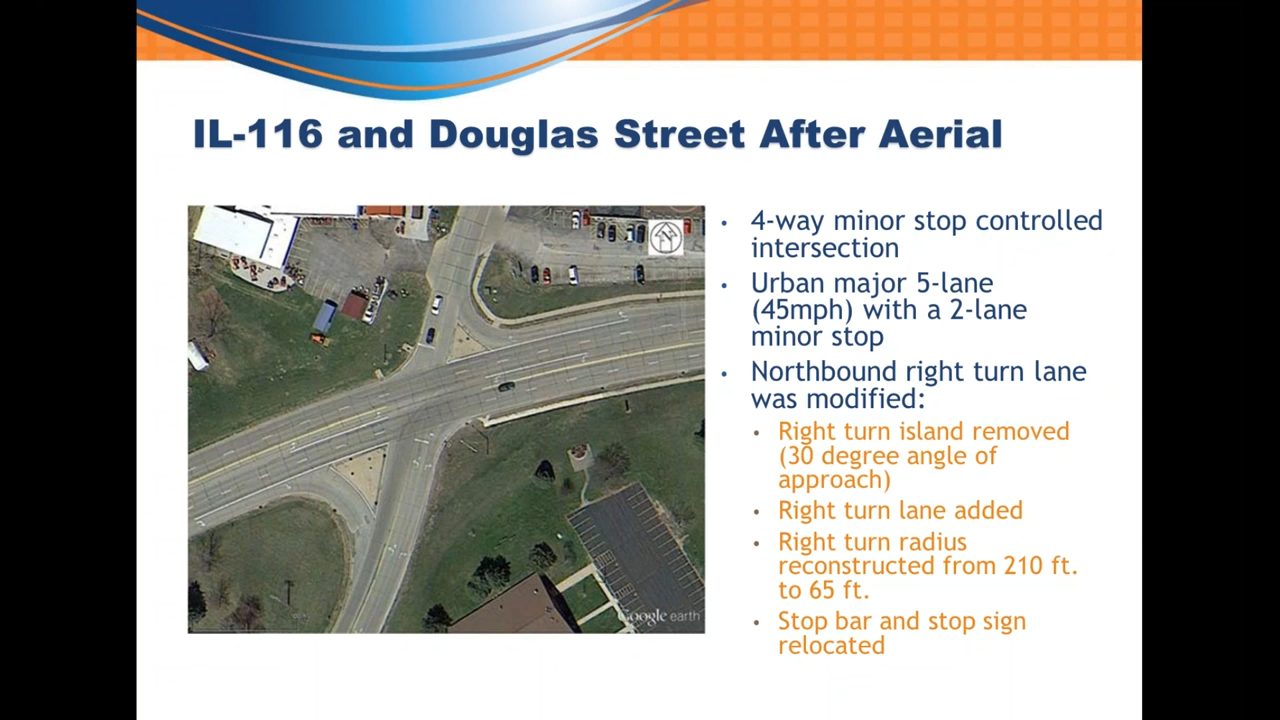 IL-116 and Douglas Street After Aerial
• 4-way minor stop controlled
intersection
• Urban major 5-lane
(45mph) with a 2-lane
minor stop
• Northbound right turn lane
was modified:
• Right turn island removed
(30 degree angle of
approach)
• Right turn lane added
• Right turn radius
reconstructed from 210 ft.
to 65 ft.
• Stop bar and stop sign
relocated
Google earth